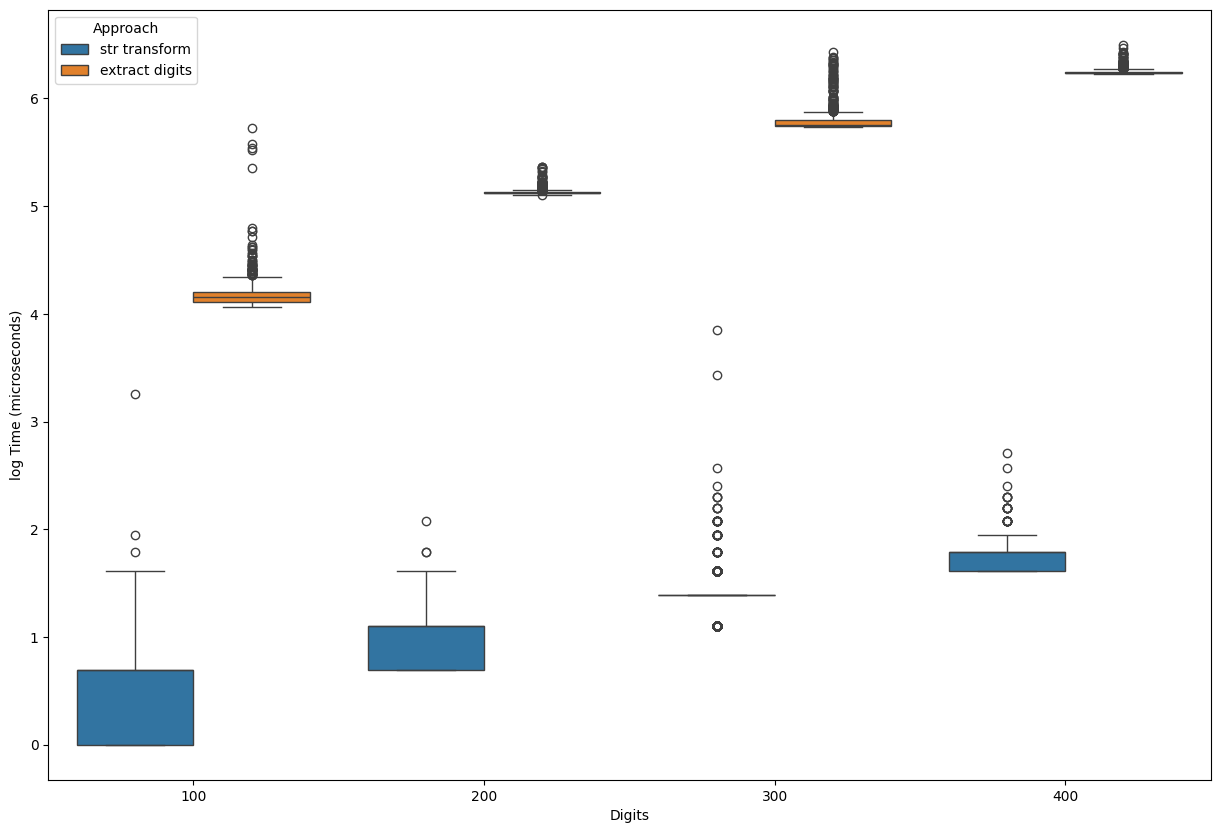 Approach
str transform
extract digits
log Time (microseconds)
6
5
4
3
2
1
0
100 200 300 400
Digits